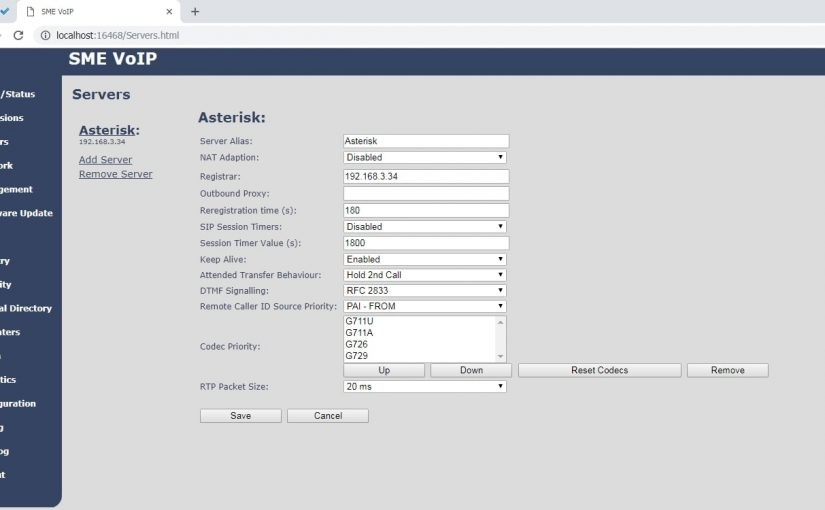 SME VoIP
localhost:16468/Servers.html
SME VoIP
/Status
sions
rs
ork
gement
vare Update
ry
ity
al Directory
nters
tics
guration
g
og
nt
Servers
Asterisk:
192.168.3.34
Add Server
Remove Server
Asterisk:
Server Alias: Asterisk
NAT Adaption: Disabled
Registrar: 192.168.3.34
Outbound Proxy:
Reregistration time (s): 180
SIP Session Timers: Disabled
Session Timer Value (s): 1800
Keep Alive: Enabled
Attended Transfer Behaviour: Hold 2nd Call
DTMF Signalling: RFC 2833
Remote Caller ID Source Priority: PAI - FROM
Codec Priority:
G711U
G711A
G726
G729
Up Down Reset Codecs Remove
RTP Packet Size: 20 ms
Save Cancel